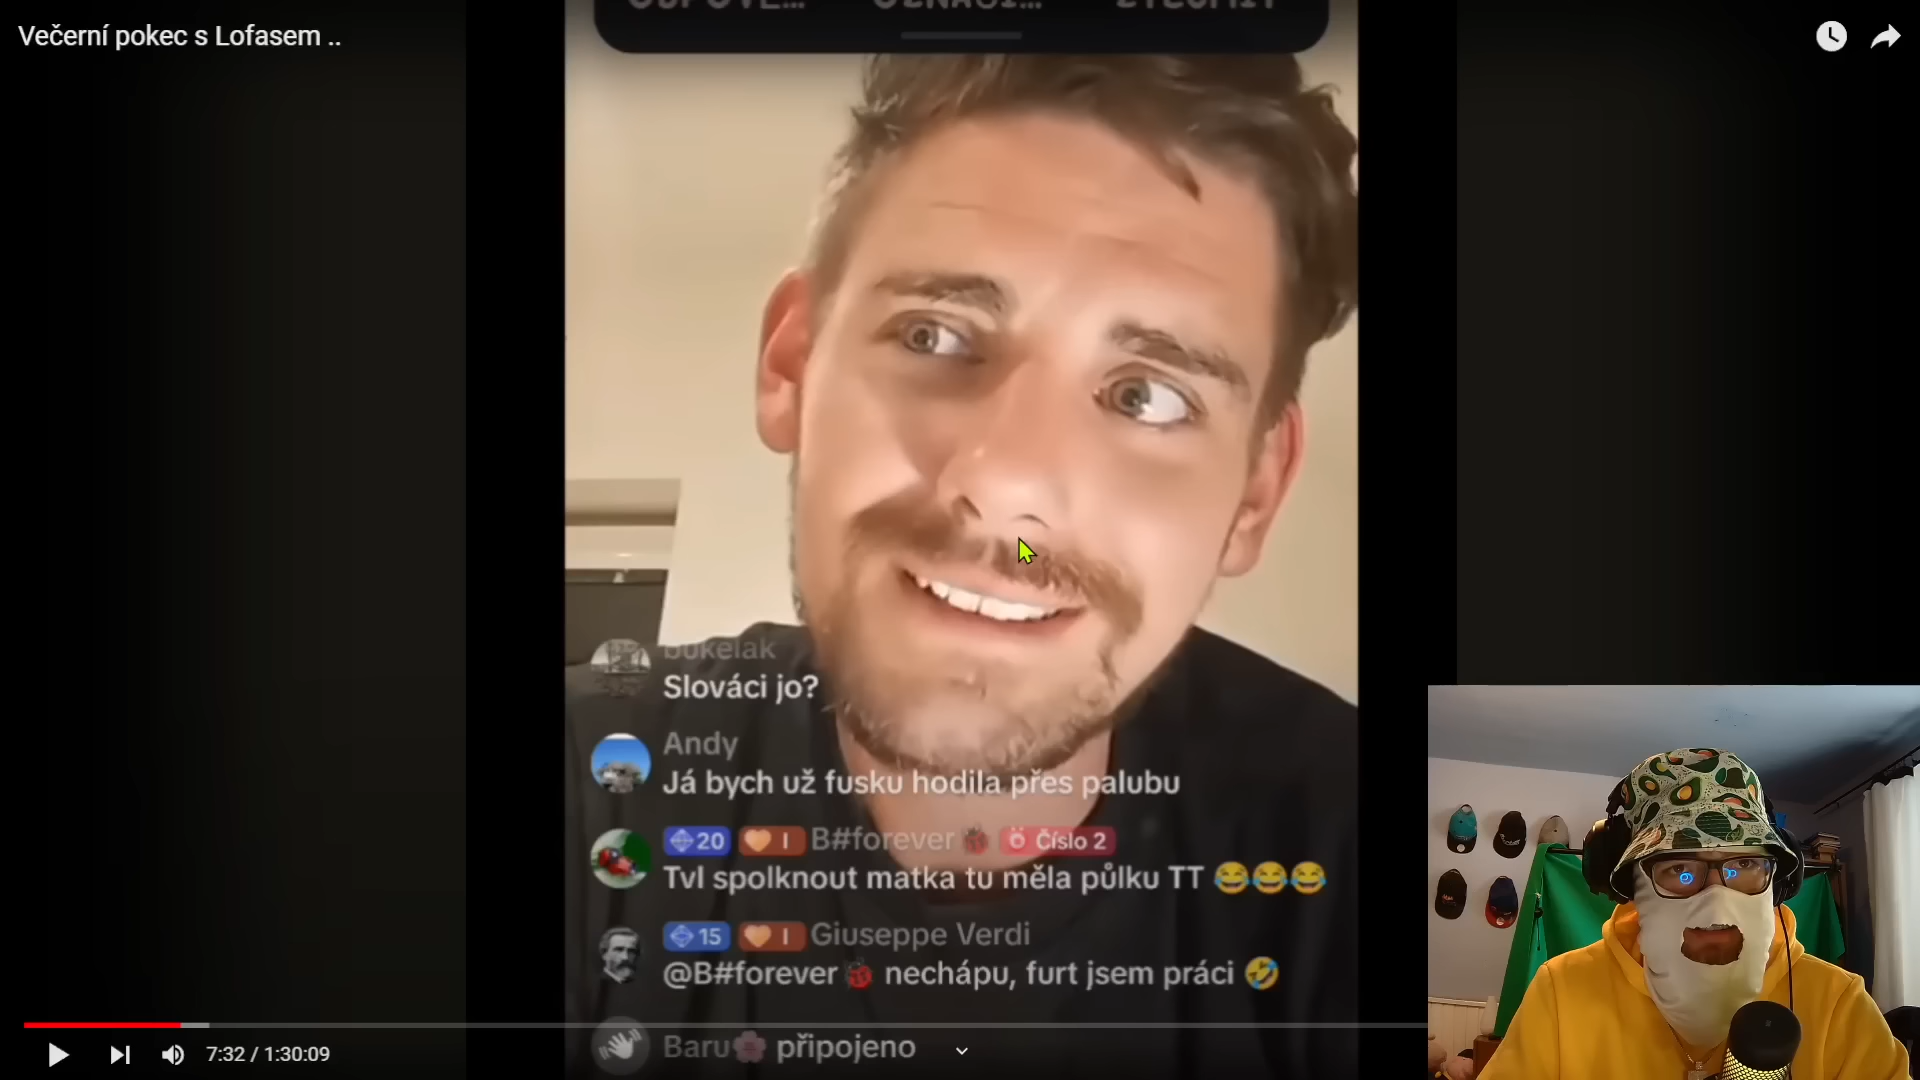 Večerní pokec s Lofasem ..
Slováci jo?
Andy
Já bych už fusku hodila přes palubu
20 I B#forever 🐞 Číslo 2
Tvl spolknout matka tu měla půlku TT 😂😂😂
15 I Giuseppe Verdi
@B#forever 🐞 nechápu, furt jsem práci 🤣
Baru🌸 připojeno
7:32 / 1:30:09